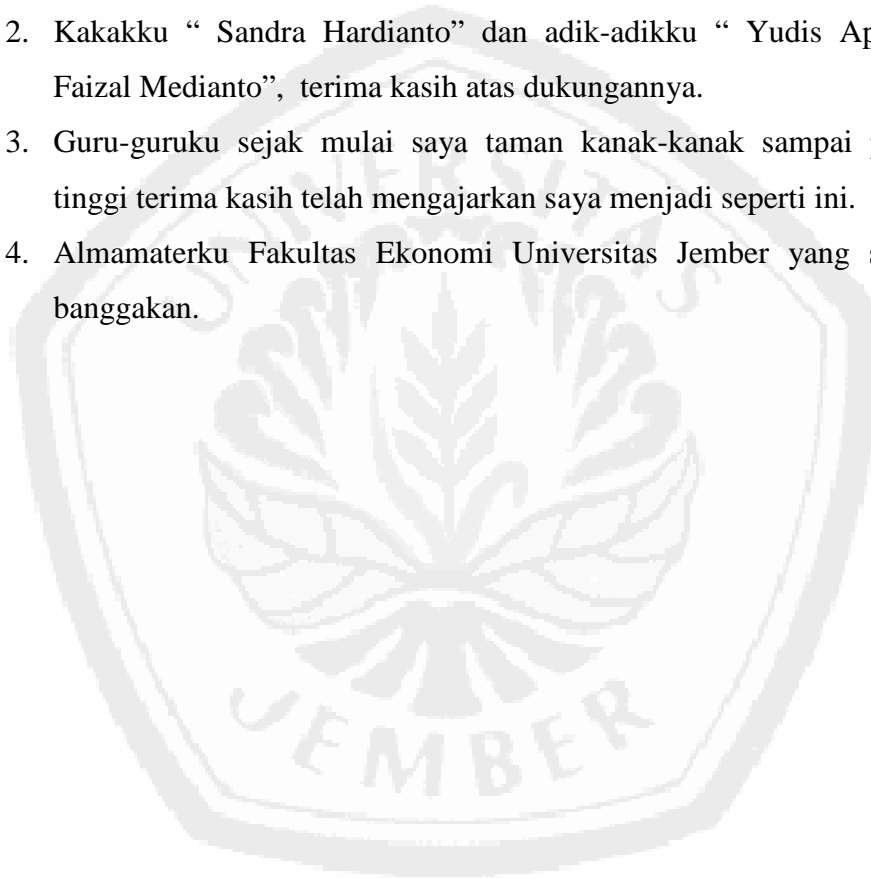 2. Kakakku “ Sandra Hardianto” dan adik-adikku “ Yudis
Faizal Medianto”, terima kasih atas dukungannya.
3. Guru-guruku sejak mulai saya taman kanak-kanak sampai
tinggi terima kasih telah mengajarkan saya menjadi seperti ini.
4. Almamaterku Fakultas Ekonomi Universitas Jember yang
banggakan.
UNIVERSITAS
JEMBER